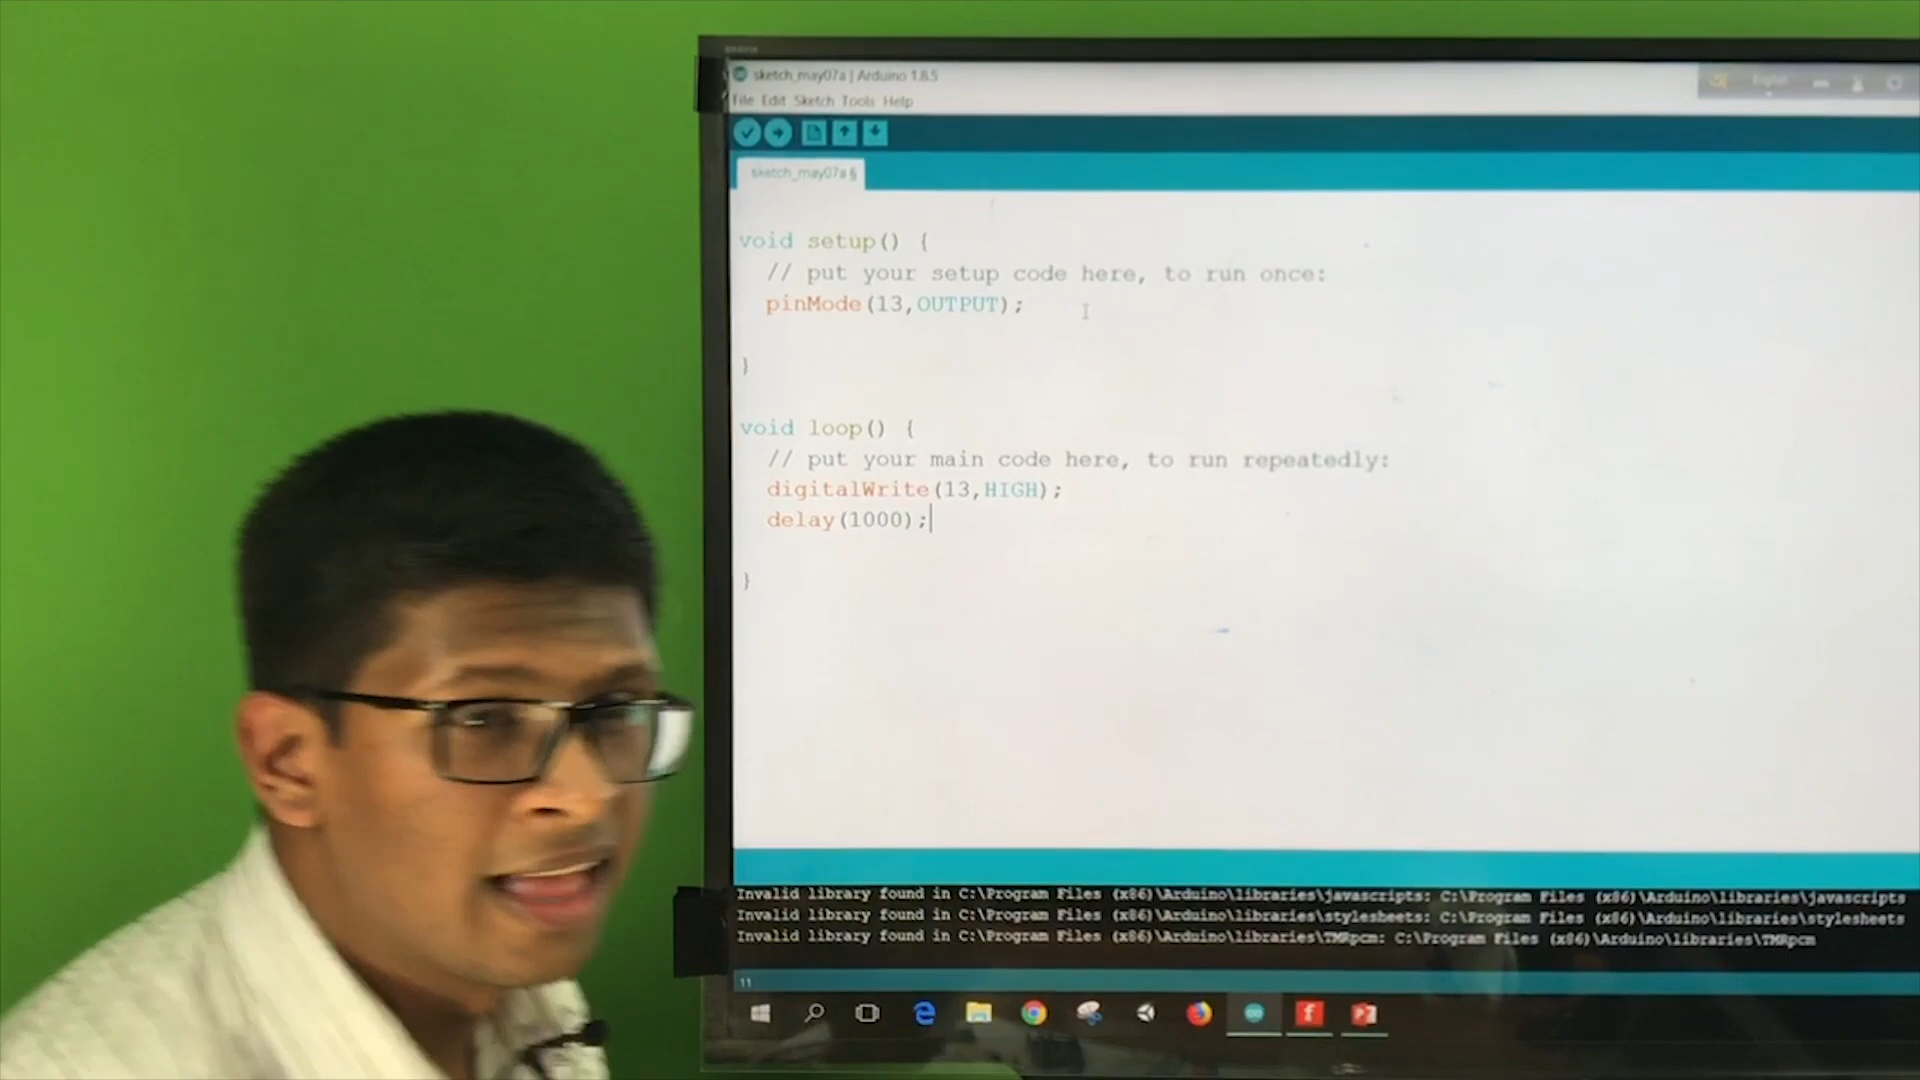 sketch_may07a | Arduino 1.8.5
English
File Edit Sketch Tools Help
sketch_may07a §
void setup() {
// put your setup code here, to run once:
pinMode(13,OUTPUT);
}
void loop() {
// put your main code here, to run repeatedly:
digitalWrite(13,HIGH);
delay(1000);
}
Invalid library found in C:\Program Files (x86)\Arduino\libraries\javascripts: C:\Program Files (x86)\Arduino\libraries\javascripts
Invalid library found in C:\Program Files (x86)\Arduino\libraries\stylesheets: C:\Program Files (x86)\Arduino\libraries\stylesheets
Invalid library found in C:\Program Files (x86)\Arduino\libraries\TMRpcm: C:\Program Files (x86)\Arduino\libraries\TMRpcm
11